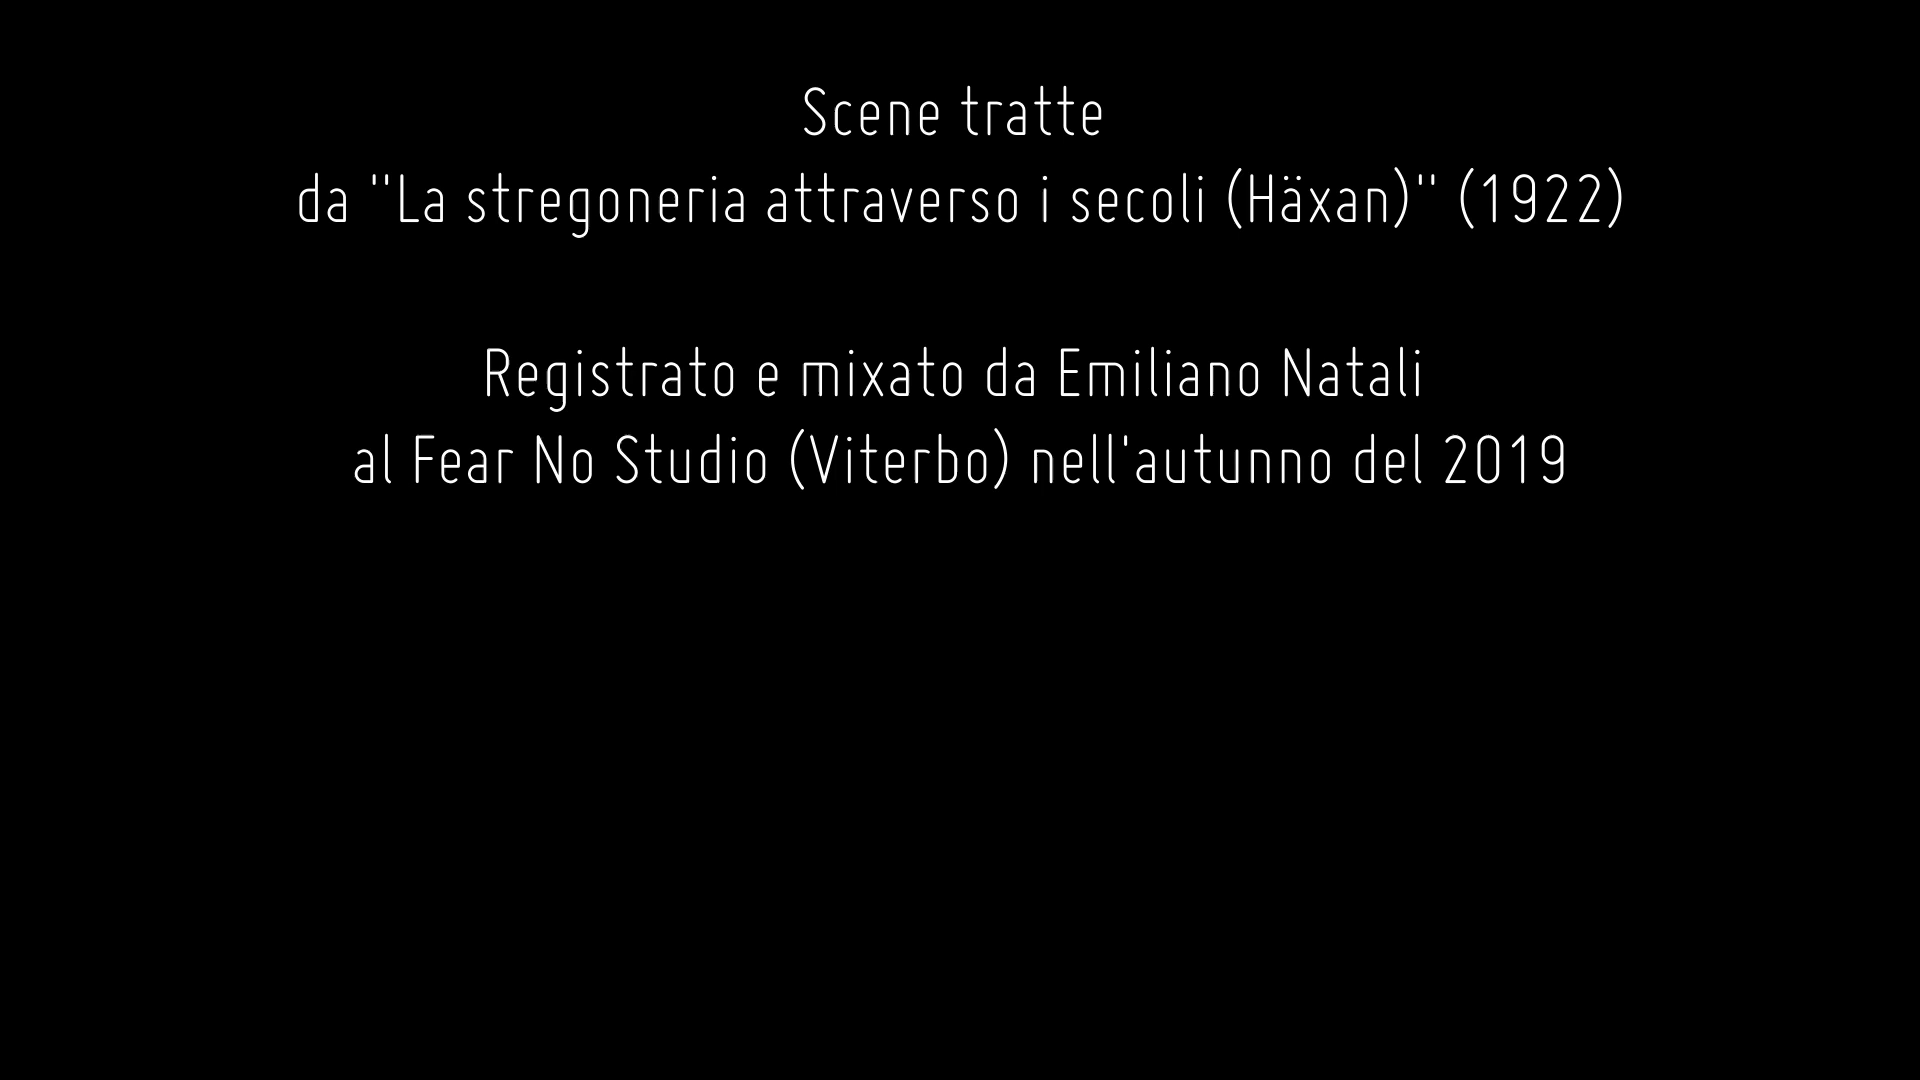 Scene tratte
da "La stregoneria attraverso i secoli (Häxan)" (1922)
Registrato e mixato da Emiliano Natali
al Fear No Studio (Viterbo) nell'autunno del 2019